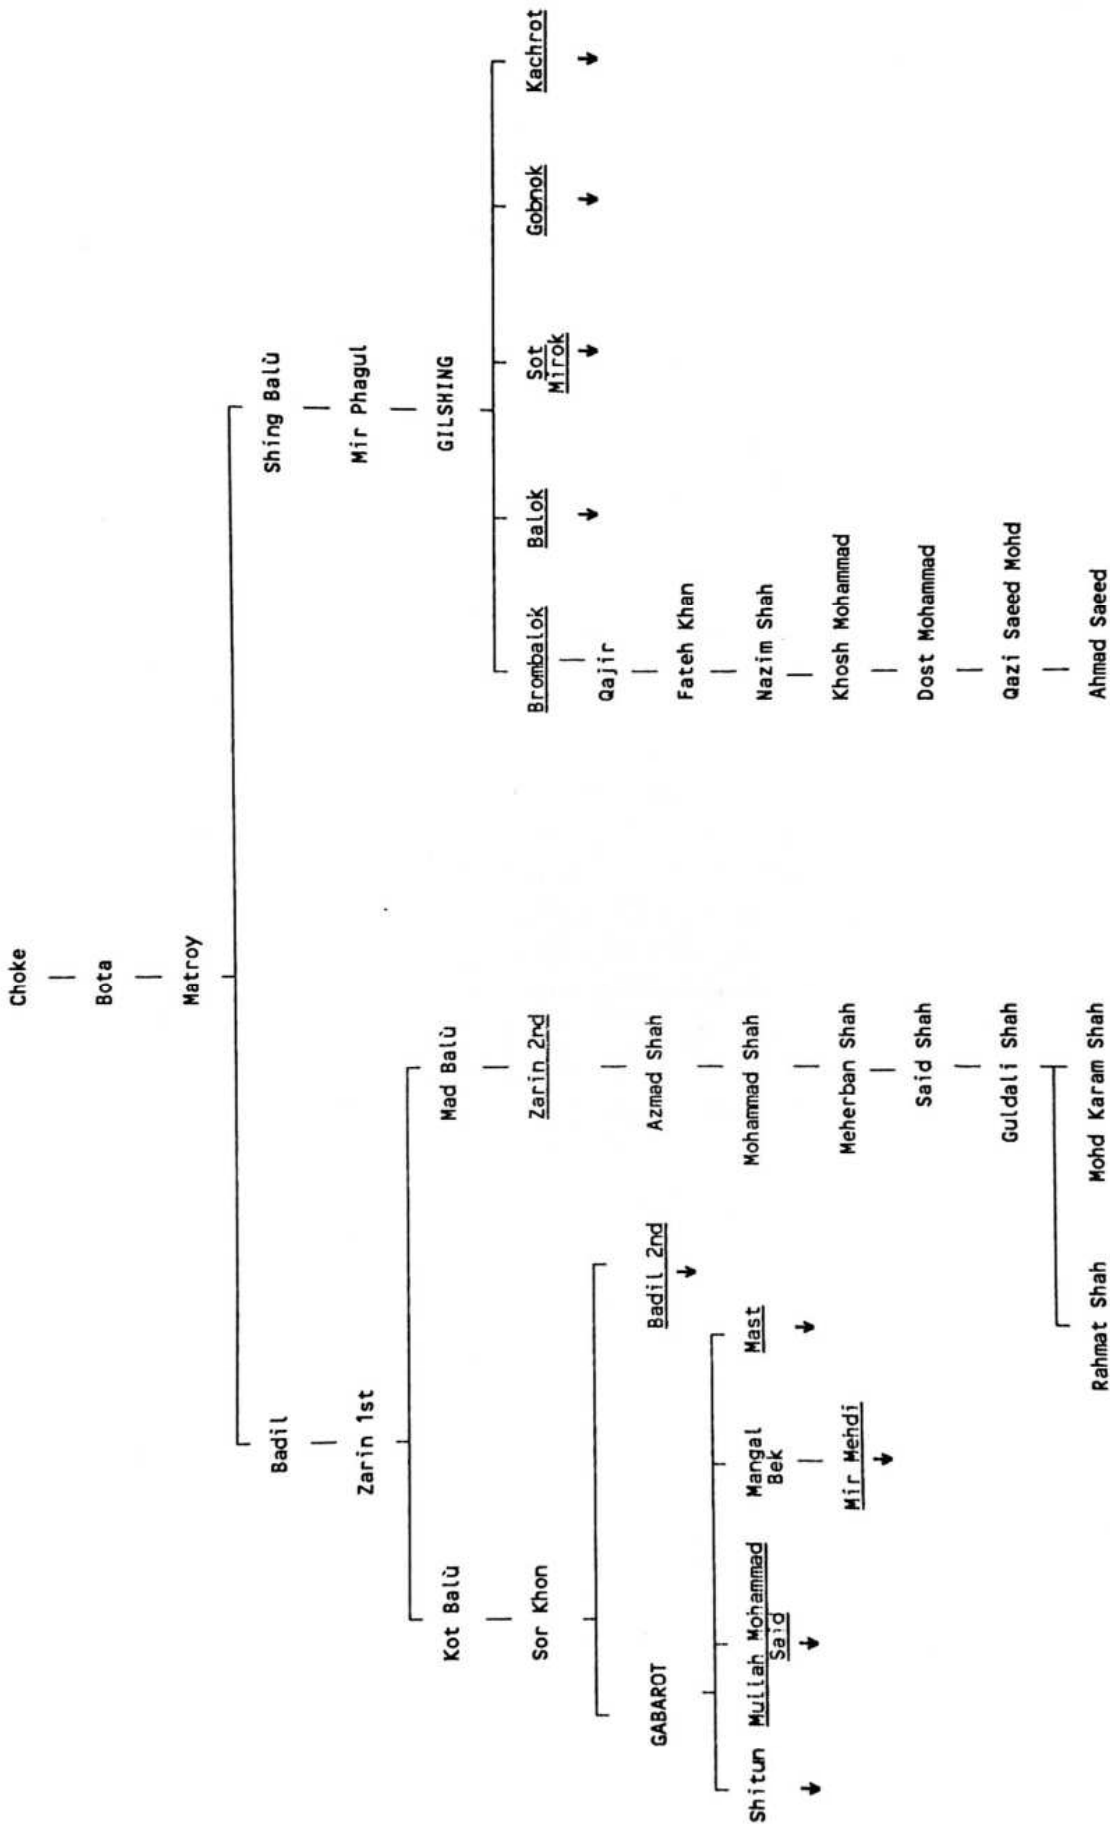 Choke
Bota
Matroy
Badil
Shing Balù
Zarin 1st
Mir Phagul
Kot Balù
Mad Balù
GILSHING
Sor Khon
Zarin 2nd
Brombalok
Balok
Sot
Mirok
Gobnok
Kachrot
Qajir
GABAROT
Badil 2nd
Azmad Shah
Fateh Khan
Shitun
Mullah Mohammad
Said
Mangal
Bek
Mast
Mohammad Shah
Nazim Shah
Mir Mehdi
Meherban Shah
Khosh Mohammad
Said Shah
Dost Mohammad
Guldali Shah
Qazi Saeed Mohd
Rahmat Shah
Mohd Karam Shah
Ahmad Saeed